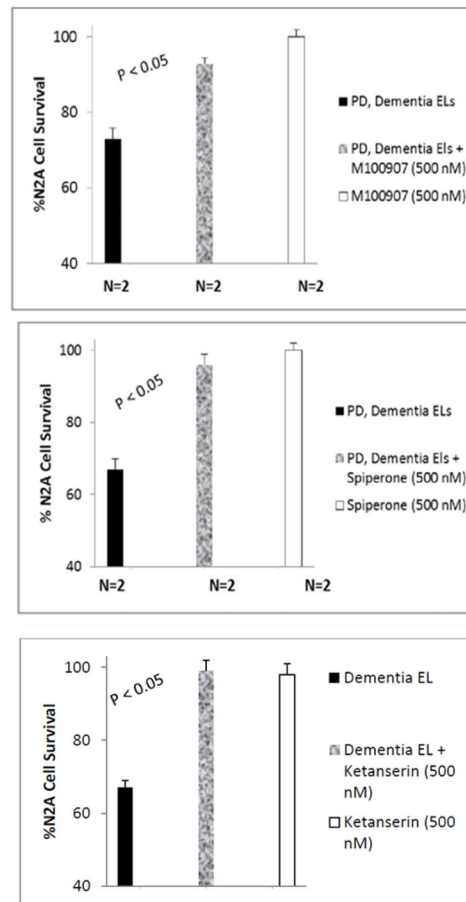 100
80
60
40
%N2A Cell Survival
P < 0.05
N=2
N=2
N=2
PD, Dementia ELs
PD, Dementia Els +
M100907 (500 nM)
M100907 (500 nM)
100
80
60
40
% N2A Cell Survival
P < 0.05
N=2
N=2
N=2
PD, Dementia ELs
PD, Dementia Els +
Spiperone (500 nM)
Spiperone (500 nM)
100
80
60
40
%N2A Cell Survival
P < 0.05
Dementia EL
Dementia EL +
Ketanserin (500
nM)
Ketanserin (500
nM)